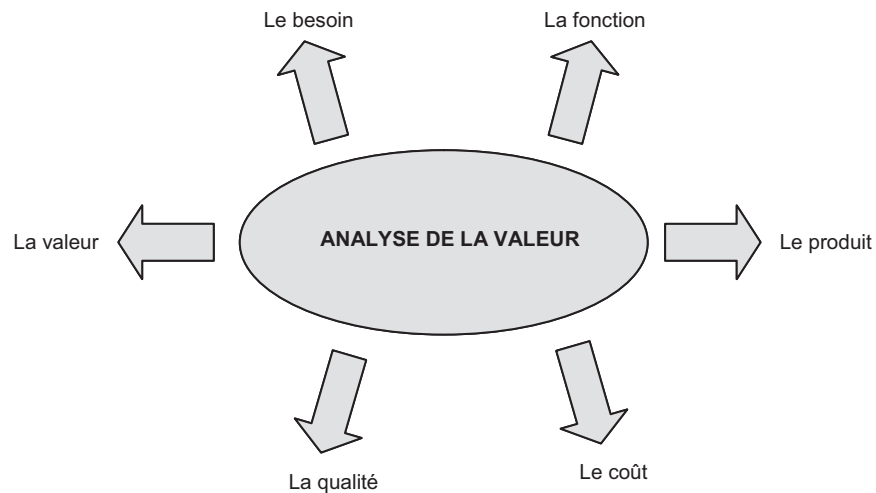 Le besoin
La fonction
La valeur
ANALYSE DE LA VALEUR
Le produit
La qualité
Le coût